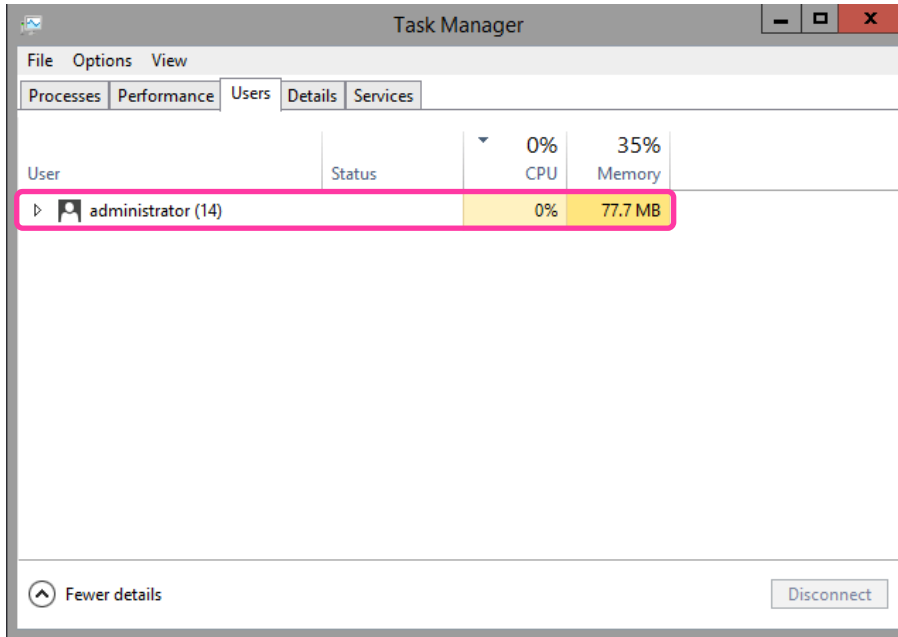 Task Manager
File Options View
Processes Performance Users Details Services
0% 35%
User Status CPU Memory
administrator (14) 0% 77.7 MB
Fewer details Disconnect